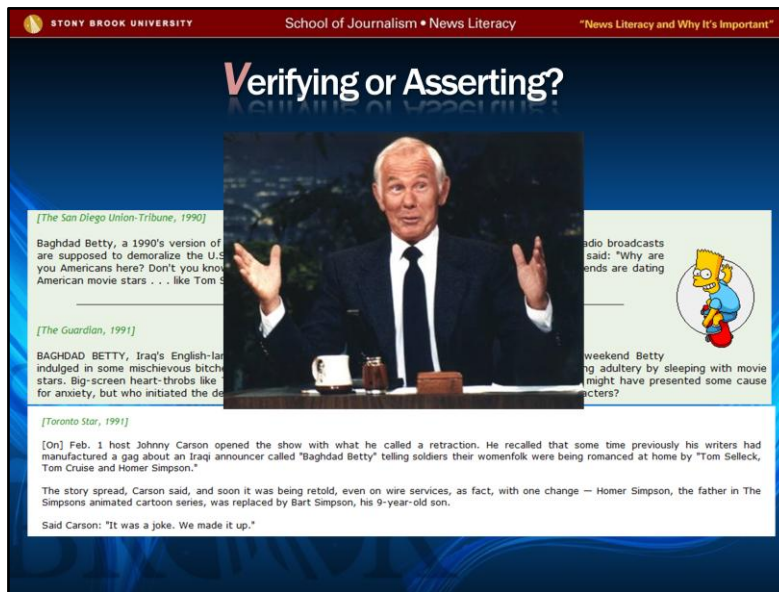 STONY BROOK UNIVERSITY
School of Journalism • News Literacy
"News Literacy and Why It's Important"
Verifying or Asserting?
[The San Diego Union-Tribune, 1990]
Baghdad Betty, a 1990's version of
adio broadcasts
are supposed to demoralize the U.S
said: "Why are
you Americans here? Don't you know
ends are dating
American movie stars . . . like Tom S
[The Guardian, 1991]
BAGHDAD BETTY, Iraq's English-lan
weekend Betty
indulged in some mischievous bitche
ng adultery by sleeping with movie
stars. Big-screen heart-throbs like
might have presented some cause
for anxiety, but who initiated the de
acters?
[Toronto Star, 1991]
[On] Feb. 1 host Johnny Carson opened the show with what he called a retraction. He recalled that some time previously his writers had
manufactured a gag about an Iraqi announcer called "Baghdad Betty" telling soldiers their womenfolk were being romanced at home by "Tom Selleck,
Tom Cruise and Homer Simpson."
The story spread, Carson said, and soon it was being retold, even on wire services, as fact, with one change — Homer Simpson, the father in The
Simpsons animated cartoon series, was replaced by Bart Simpson, his 9-year-old son.
Said Carson: "It was a joke. We made it up."